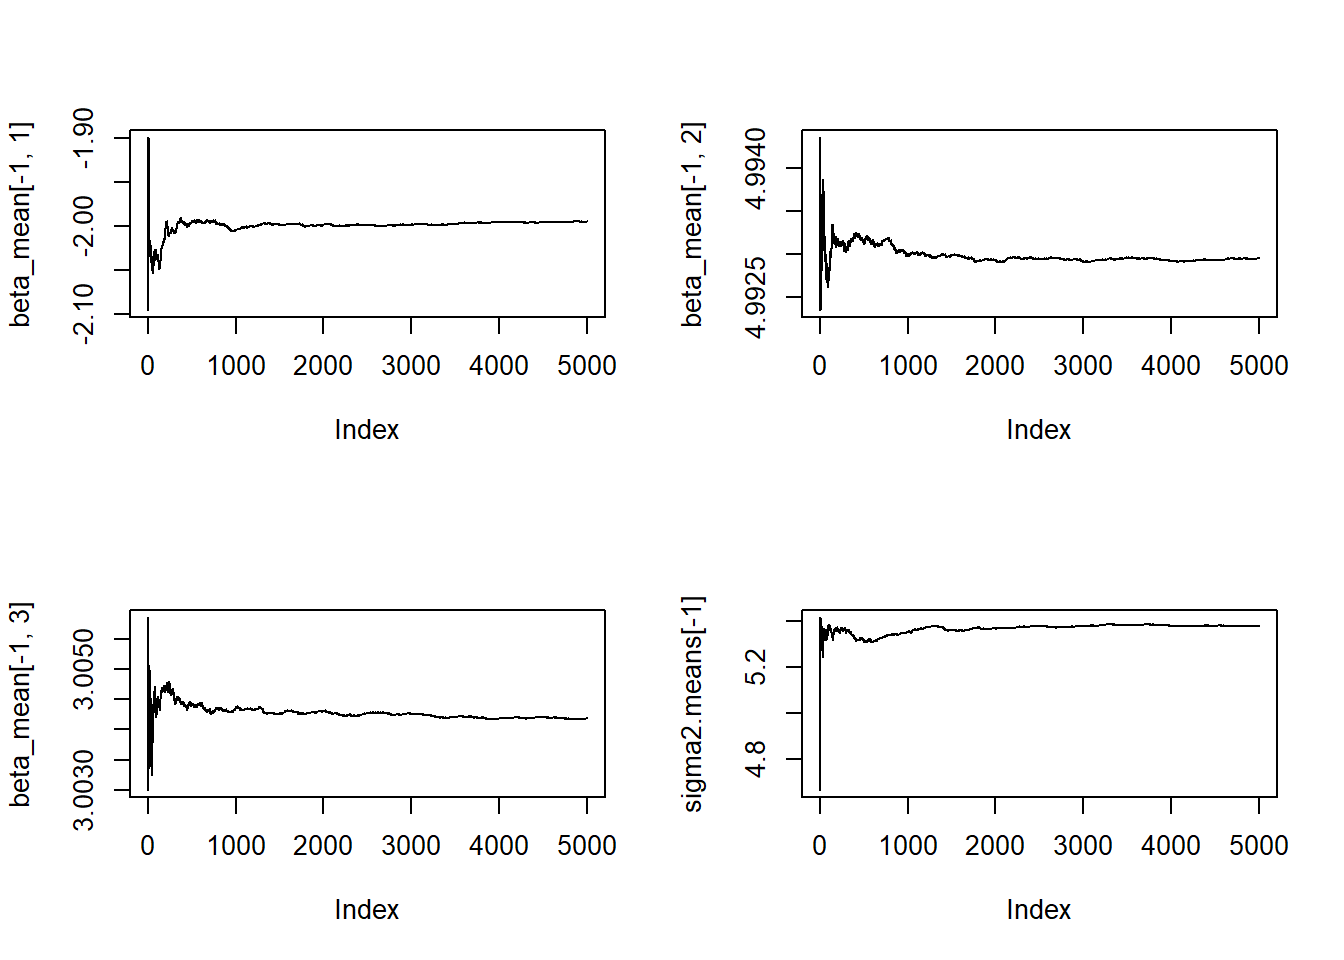 beta_mean[-1, 1]
-1.90
-2.00
-2.10
0 1000 2000 3000 4000 5000
Index
beta_mean[-1, 2]
4.9940
4.9925
0 1000 2000 3000 4000 5000
Index
beta_mean[-1, 3]
3.0050
3.0030
0 1000 2000 3000 4000 5000
Index
sigma2.means[-1]
5.2
4.8
0 1000 2000 3000 4000 5000
Index